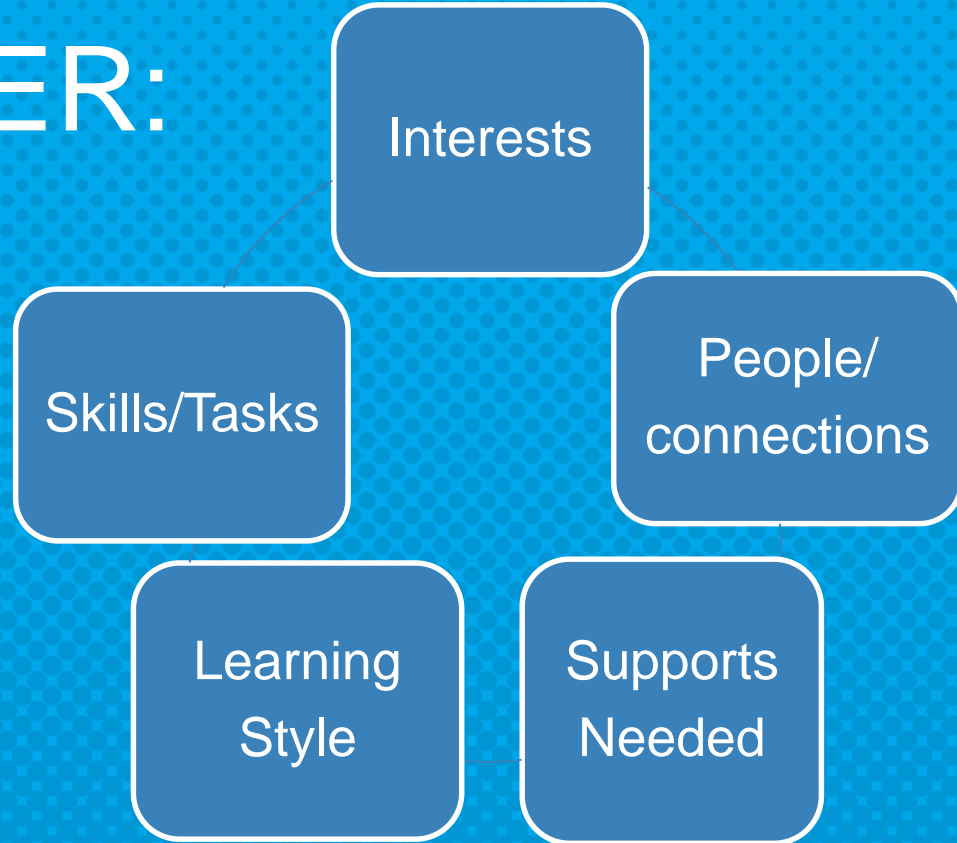 ER:
Interests
People/
connections
Supports
Needed
Learning
Style
Skills/Tasks